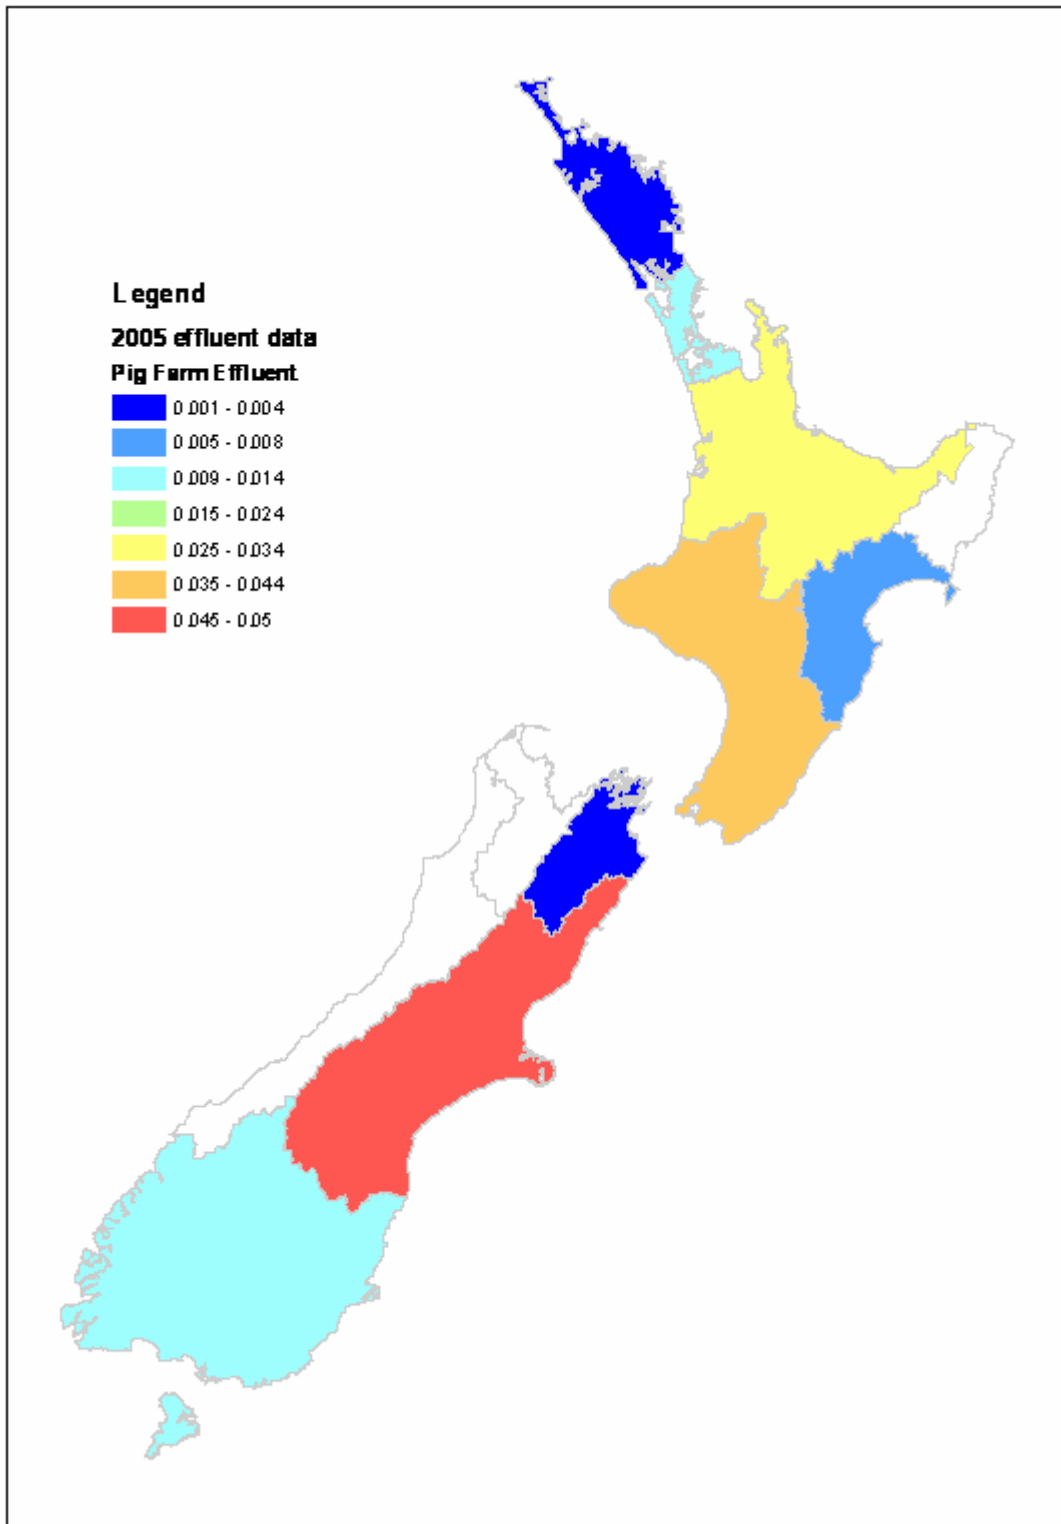 Legend
2005 effluent data
Pig Farm Effluent
0.001 - 0.004
0.005 - 0.008
0.009 - 0.014
0.015 - 0.024
0.025 - 0.034
0.035 - 0.044
0.045 - 0.05